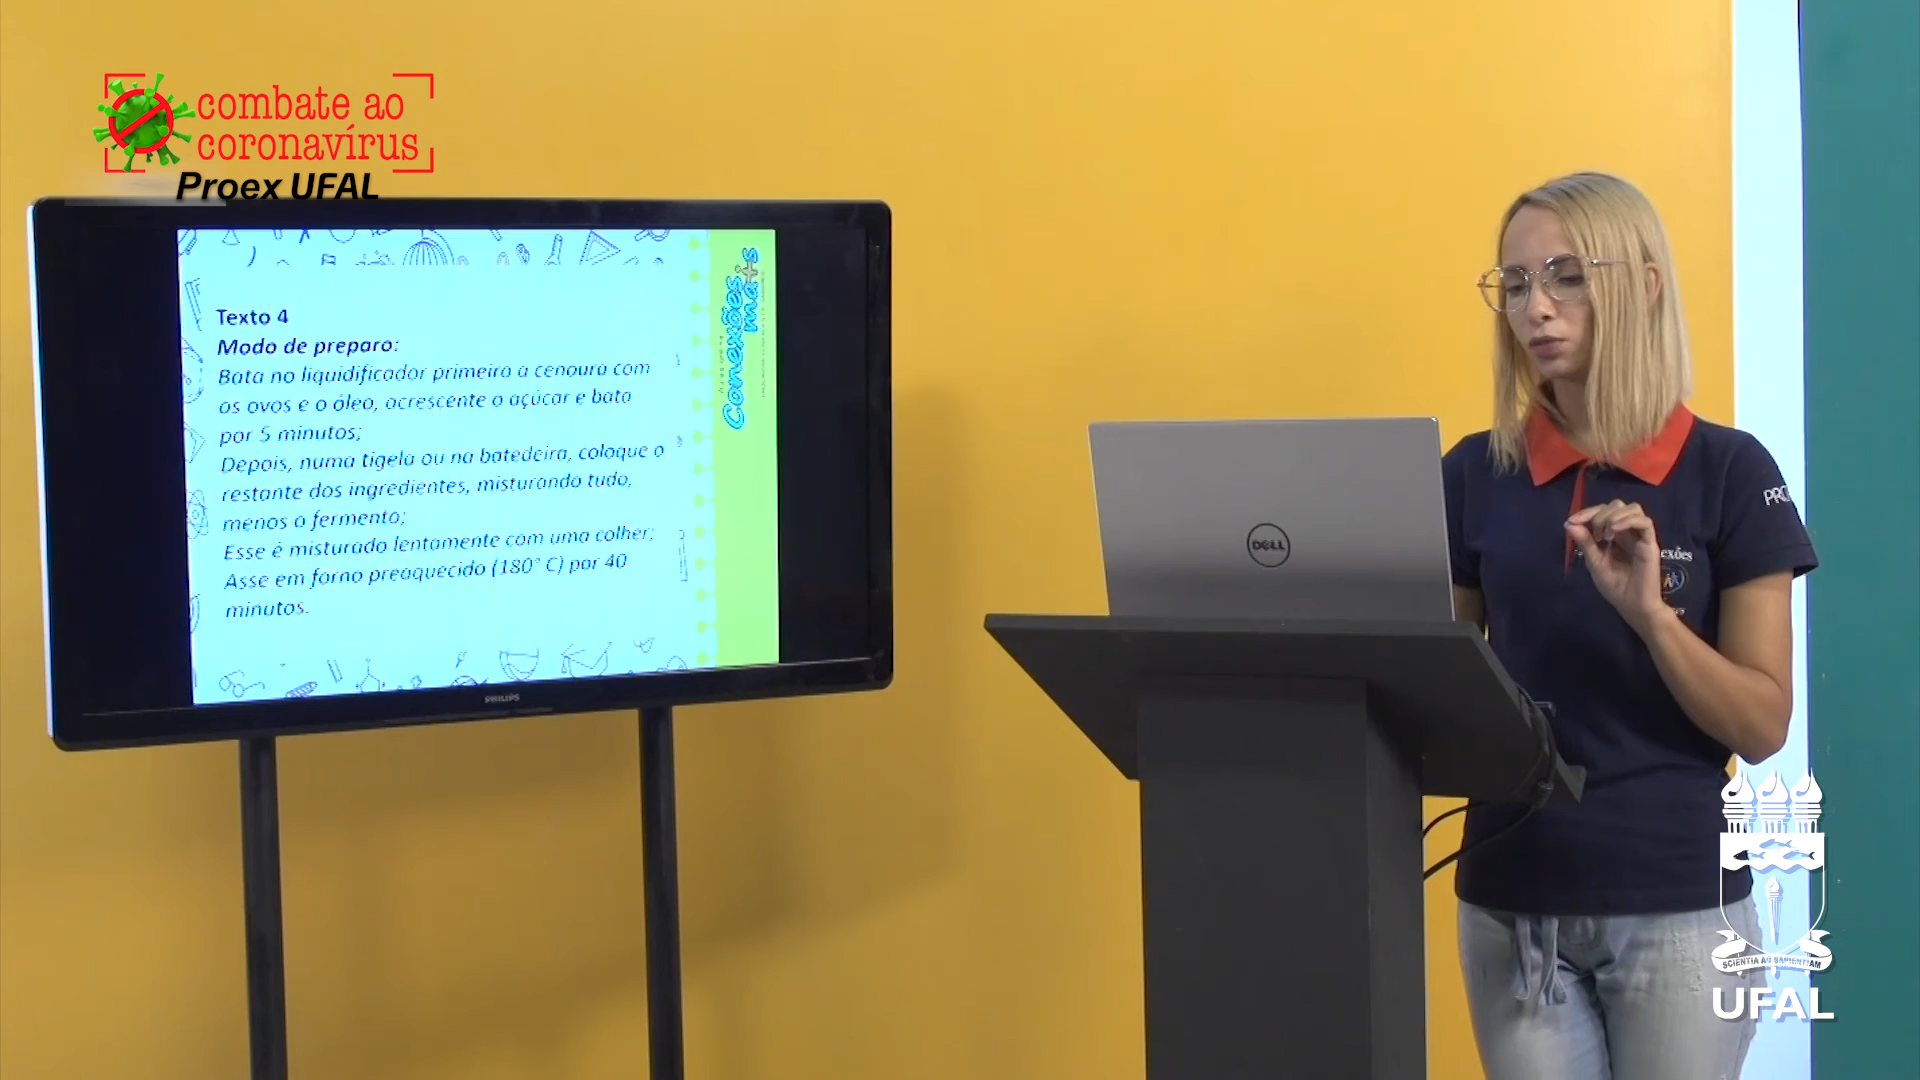 combate ao
coronavírus
Proex UFAL
Texto 4
Modo de preparo:
Bata no liquidificador primeiro a cenoura com
os ovos e o óleo, acrescente o açúcar e bata
por 5 minutos;
Depois, numa tigela ou na batedeira, coloque o
restante dos ingredientes, misturando tudo,
menos o fermento;
Esse é misturado lentamente com uma colher;
Asse em forno preaquecido (180° C) por 40
minutos.
Conexões
mais
PHILIPS
DELL
PRO
exões
SCIENTIA AD SAPIENTIAM
UFAL